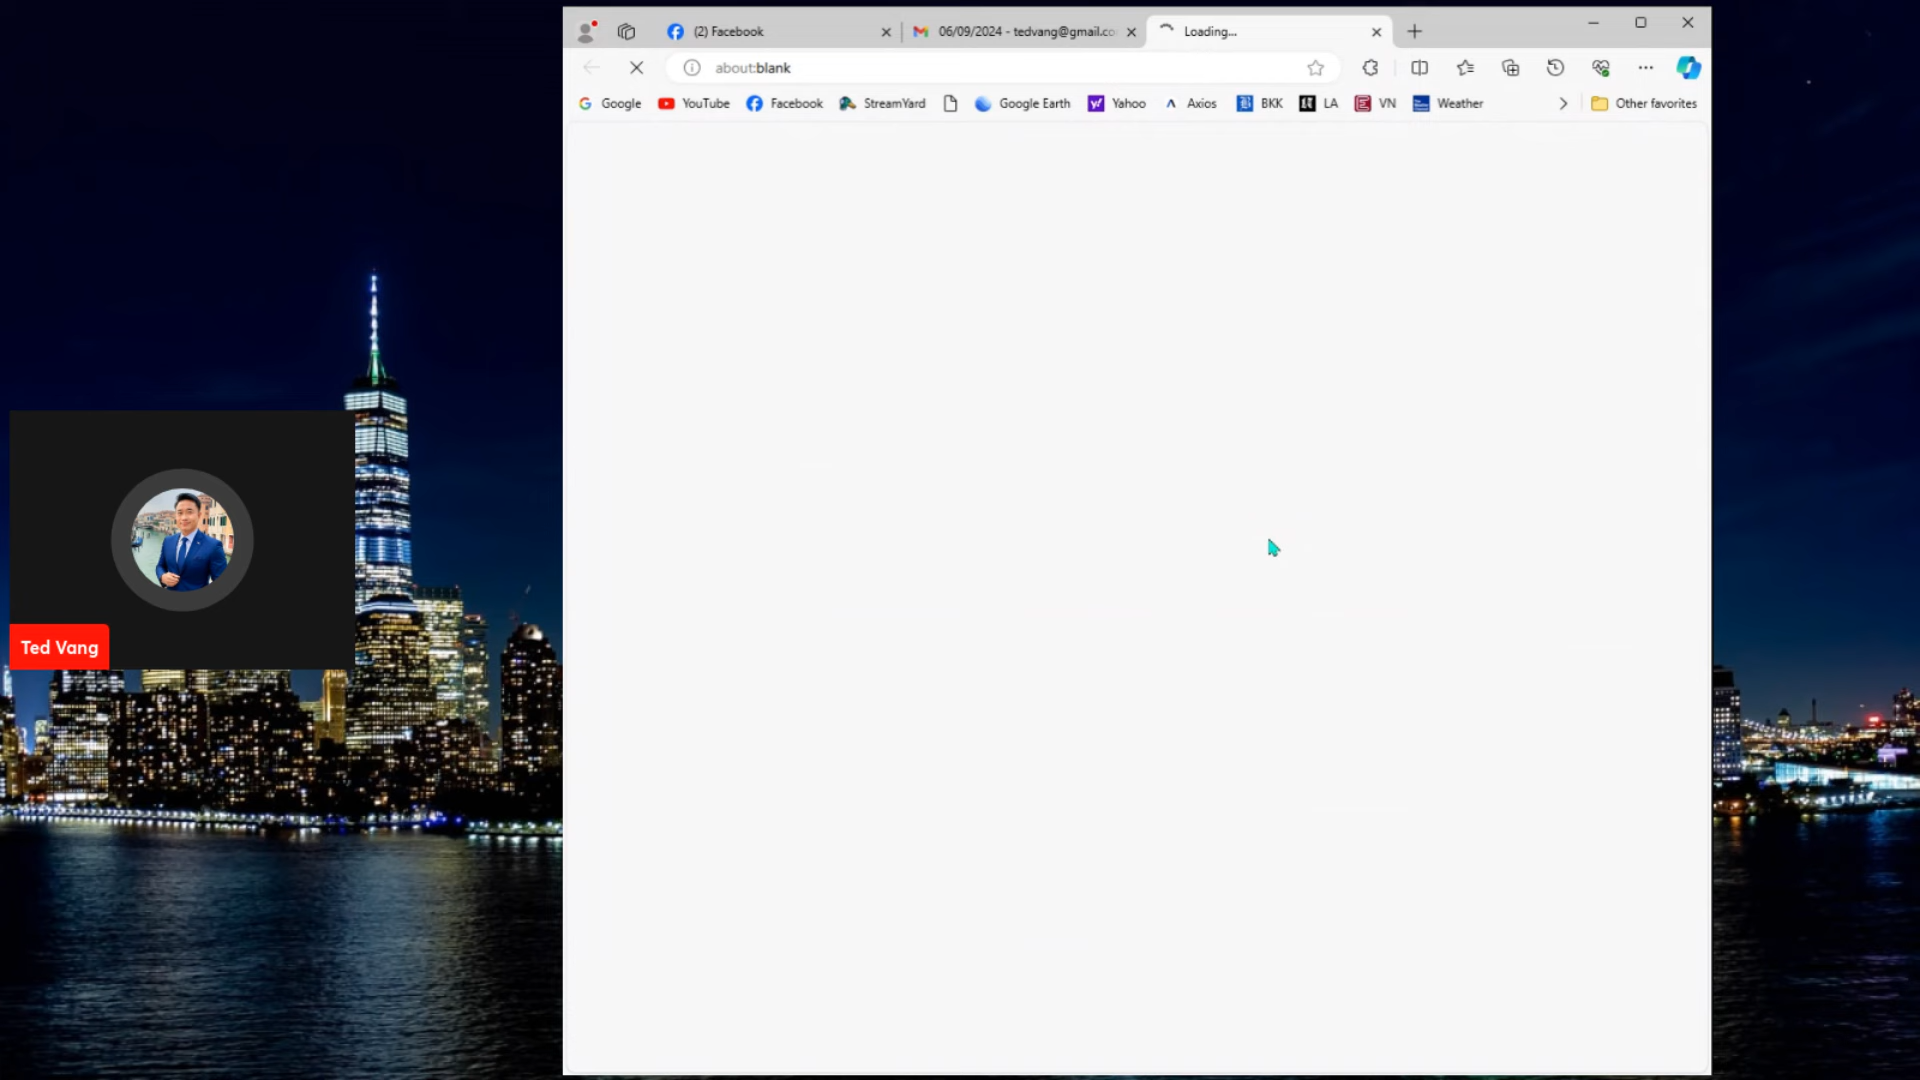 (2) Facebook
06/09/2024 - tedvang@gmail.co
Loading...
about:blank
Google
YouTube
Facebook
StreamYard
Google Earth
Yahoo
Axios
BKK
LA
VN
Weather
Other favorites
Ted Vang